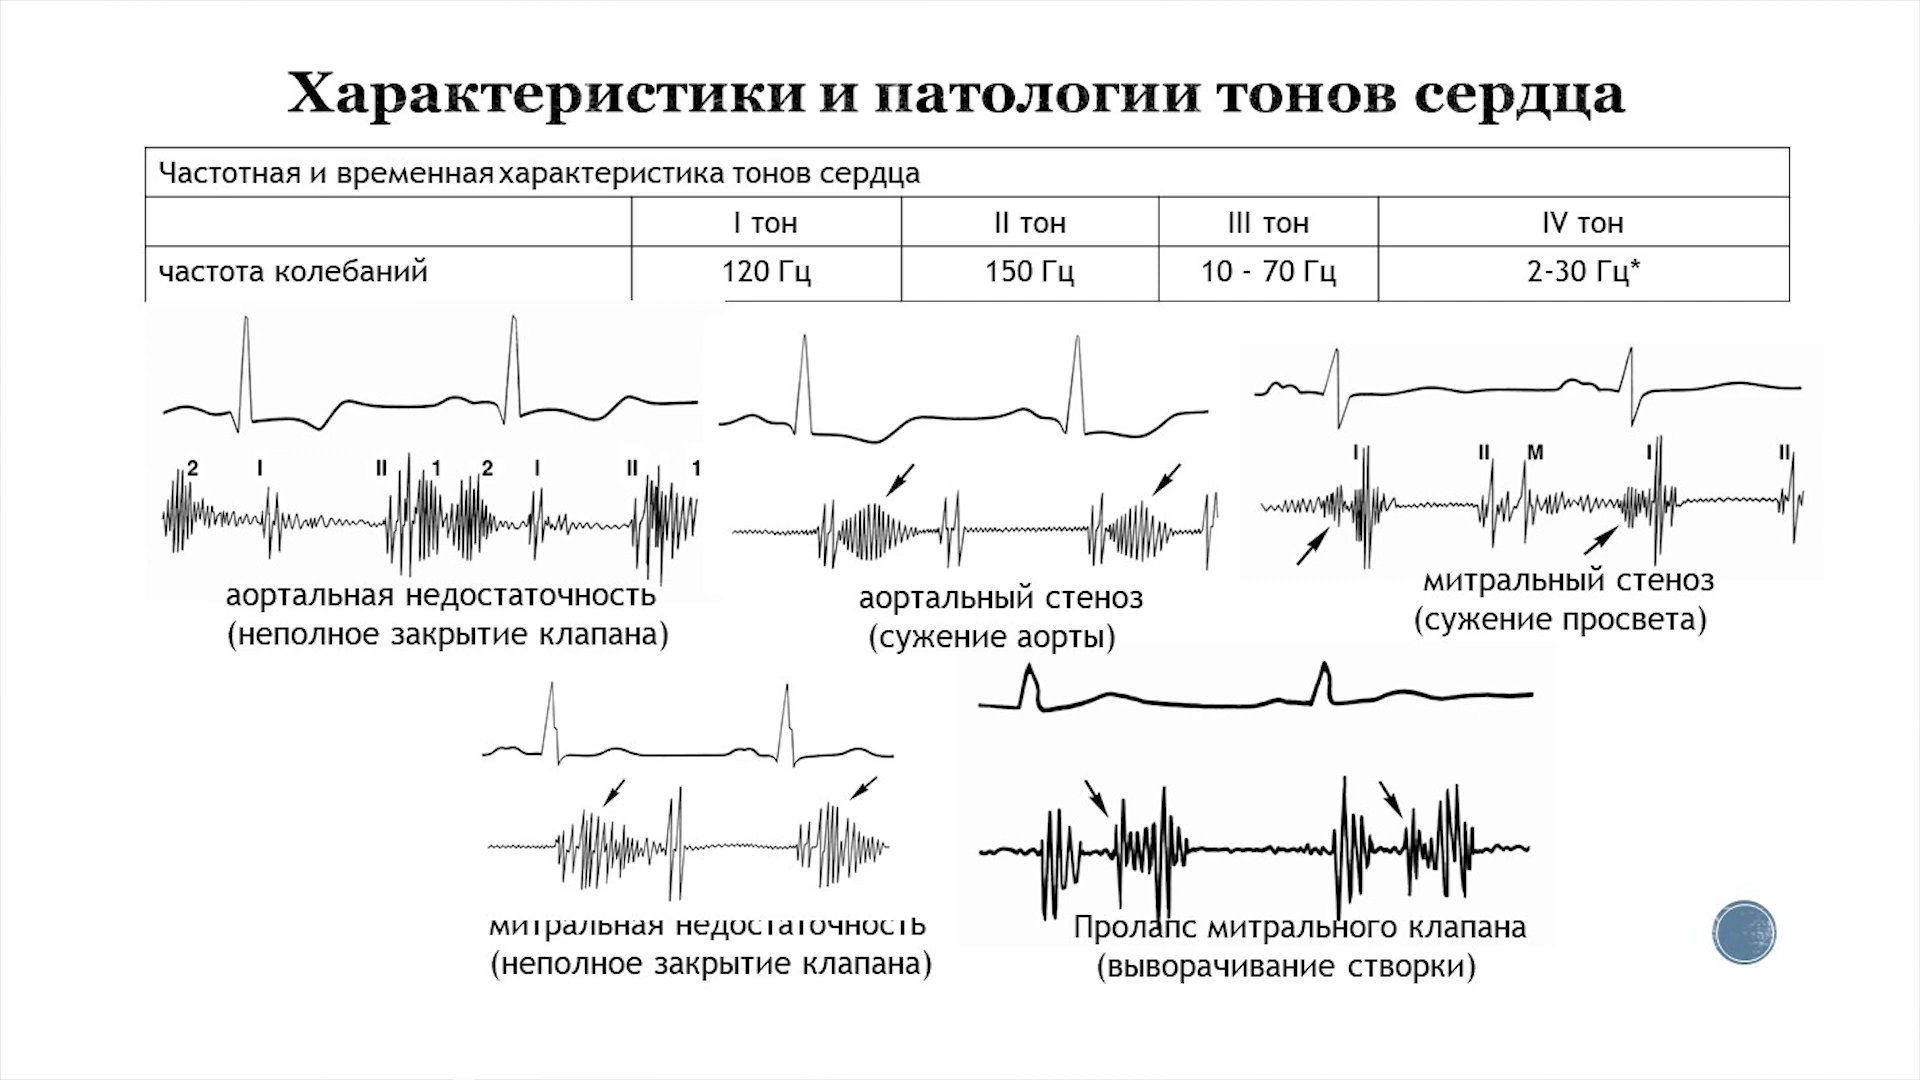 Характеристики и патологии тонов сердца
Частотная и временная характеристика тонов сердца
I тон II тон III тон IV тон
частота колебаний 120 Гц 150 Гц 10 - 70 Гц 2-30 Гц*
2 I II 1 2 I II 1
I II M I II
аортальная недостаточность
(неполное закрытие клапана)
аортальный стеноз
(сужение аорты)
митральный стеноз
(сужение просвета)
митральная недостаточность
(неполное закрытие клапана)
Пролапс митрального клапана
(выворачивание створки)